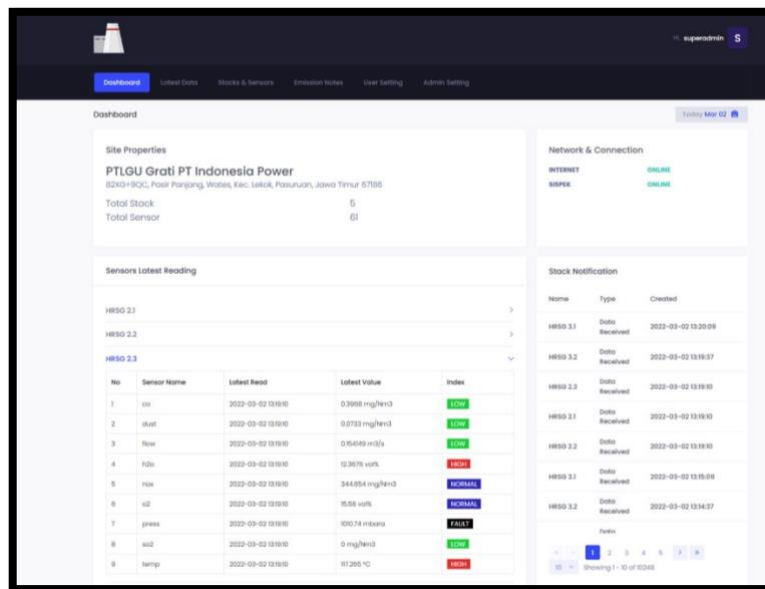 Hi, superadmin S
Dashboard Latest Data Stacks & Sensors Emission Notes User Setting Admin Setting
Dashboard
Today Mar 02
Site Properties
PTLGU Grati PT Indonesia Power
82XG+9QC, Pasir Panjang, Wates, Kec. Lekok, Pasuruan, Jawa Timur 67186
Total Stack 5
Total Sensor 61
Network & Connection
INTERNET ONLINE
SISPEK ONLINE
Sensors Latest Reading
HRSG 2.1
HRSG 2.2
HRSG 2.3
No Sensor Name Latest Read Latest Value Index
1 co 2022-03-02 13:19:10 0.3968 mg/Nm3 LOW
2 dust 2022-03-02 13:19:10 0.0733 mg/Nm3 LOW
3 flow 2022-03-02 13:19:10 0.154149 m3/s LOW
4 h2o 2022-03-02 13:19:10 12.3676 vol% HIGH
5 nox 2022-03-02 13:19:10 344.654 mg/Nm3 NORMAL
6 o2 2022-03-02 13:19:10 15.56 vol% NORMAL
7 press 2022-03-02 13:19:10 1010.74 mbara FAULT
8 so2 2022-03-02 13:19:10 0 mg/Nm3 LOW
9 temp 2022-03-02 13:19:10 117.265 °C HIGH
Stack Notification
Name Type Created
HRSG 3.1 Data Received 2022-03-02 13:20:09
HRSG 3.2 Data Received 2022-03-02 13:19:37
HRSG 2.3 Data Received 2022-03-02 13:19:10
HRSG 2.1 Data Received 2022-03-02 13:19:10
HRSG 2.2 Data Received 2022-03-02 13:19:10
HRSG 3.1 Data Received 2022-03-02 13:15:08
HRSG 3.2 Data Received 2022-03-02 13:14:37
Data
« ‹ 1 2 3 4 5 › »
10 Showing 1 - 10 of 10249